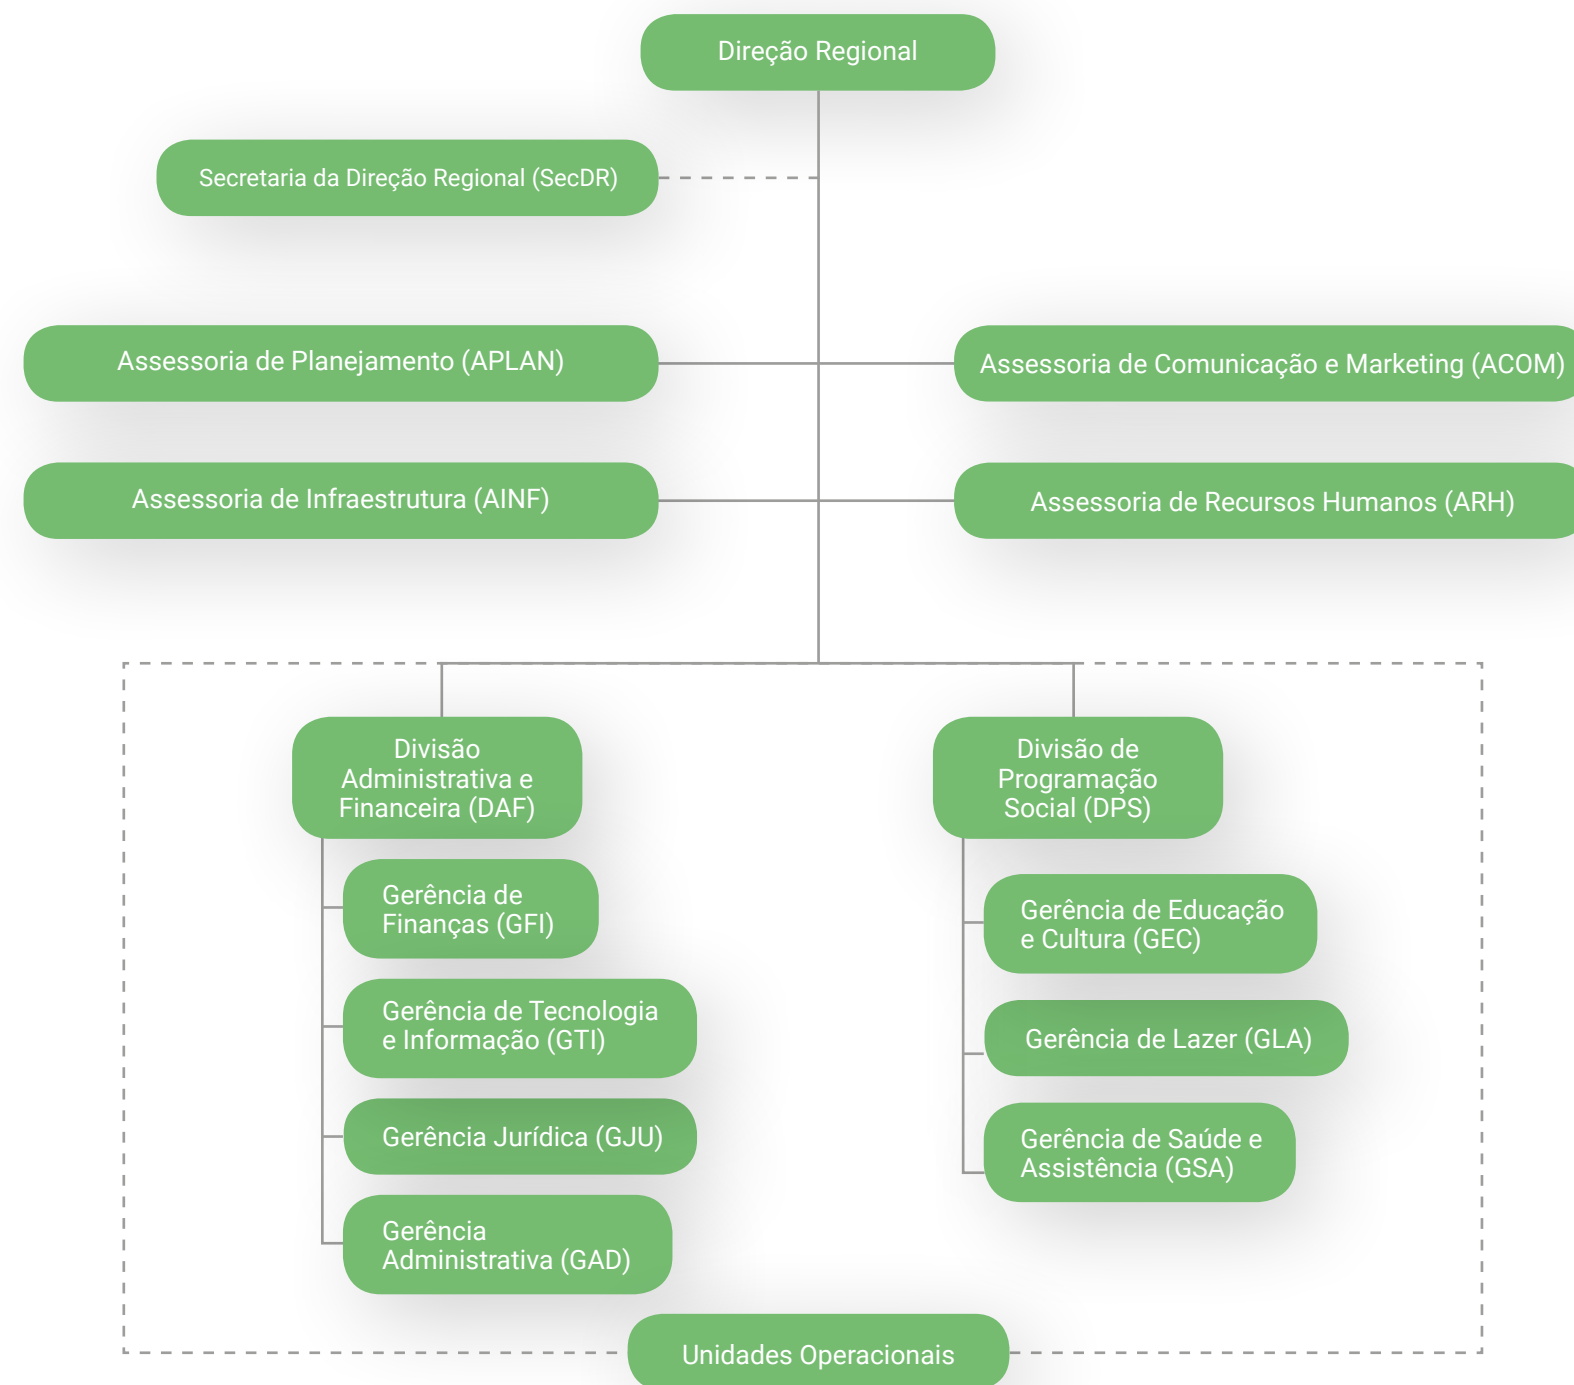 Direção Regional
Secretaria da Direção Regional (SecDR)
Assessoria de Planejamento (APLAN)
Assessoria de Comunicação e Marketing (ACOM)
Assessoria de Infraestrutura (AINF)
Assessoria de Recursos Humanos (ARH)
Divisão
Administrativa e
Financeira (DAF)
Gerência de
Finanças (GFI)
Gerência de Tecnologia
e Informação (GTI)
Gerência Jurídica (GJU)
Gerência
Administrativa (GAD)
Divisão de
Programação
Social (DPS)
Gerência de Educação
e Cultura (GEC)
Gerência de Lazer (GLA)
Gerência de Saúde e
Assistência (GSA)
Unidades Operacionais